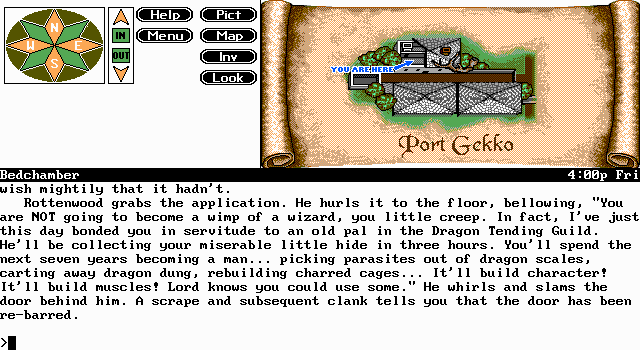 N
W E
S
IN
OUT
Help
Menu
Pict
Map
Inv
Look
YOU ARE HERE
Port Gekko
Bedchamber 4:00p Fri
wish mightily that it hadn't.
Rottenwood grabs the application. He hurls it to the floor, bellowing, "You
are NOT going to become a wimp of a wizard, you little creep. In fact, I've just
this day bonded you in servitude to an old pal in the Dragon Tending Guild.
He'll be collecting your miserable little hide in three hours. You'll spend the
next seven years becoming a man... picking parasites out of dragon scales,
carting away dragon dung, rebuilding charred cages... It'll build character!
It'll build muscles! Lord knows you could use some." He whirls and slams the
door behind him. A scrape and subsequent clank tells you that the door has been
re-barred.
>